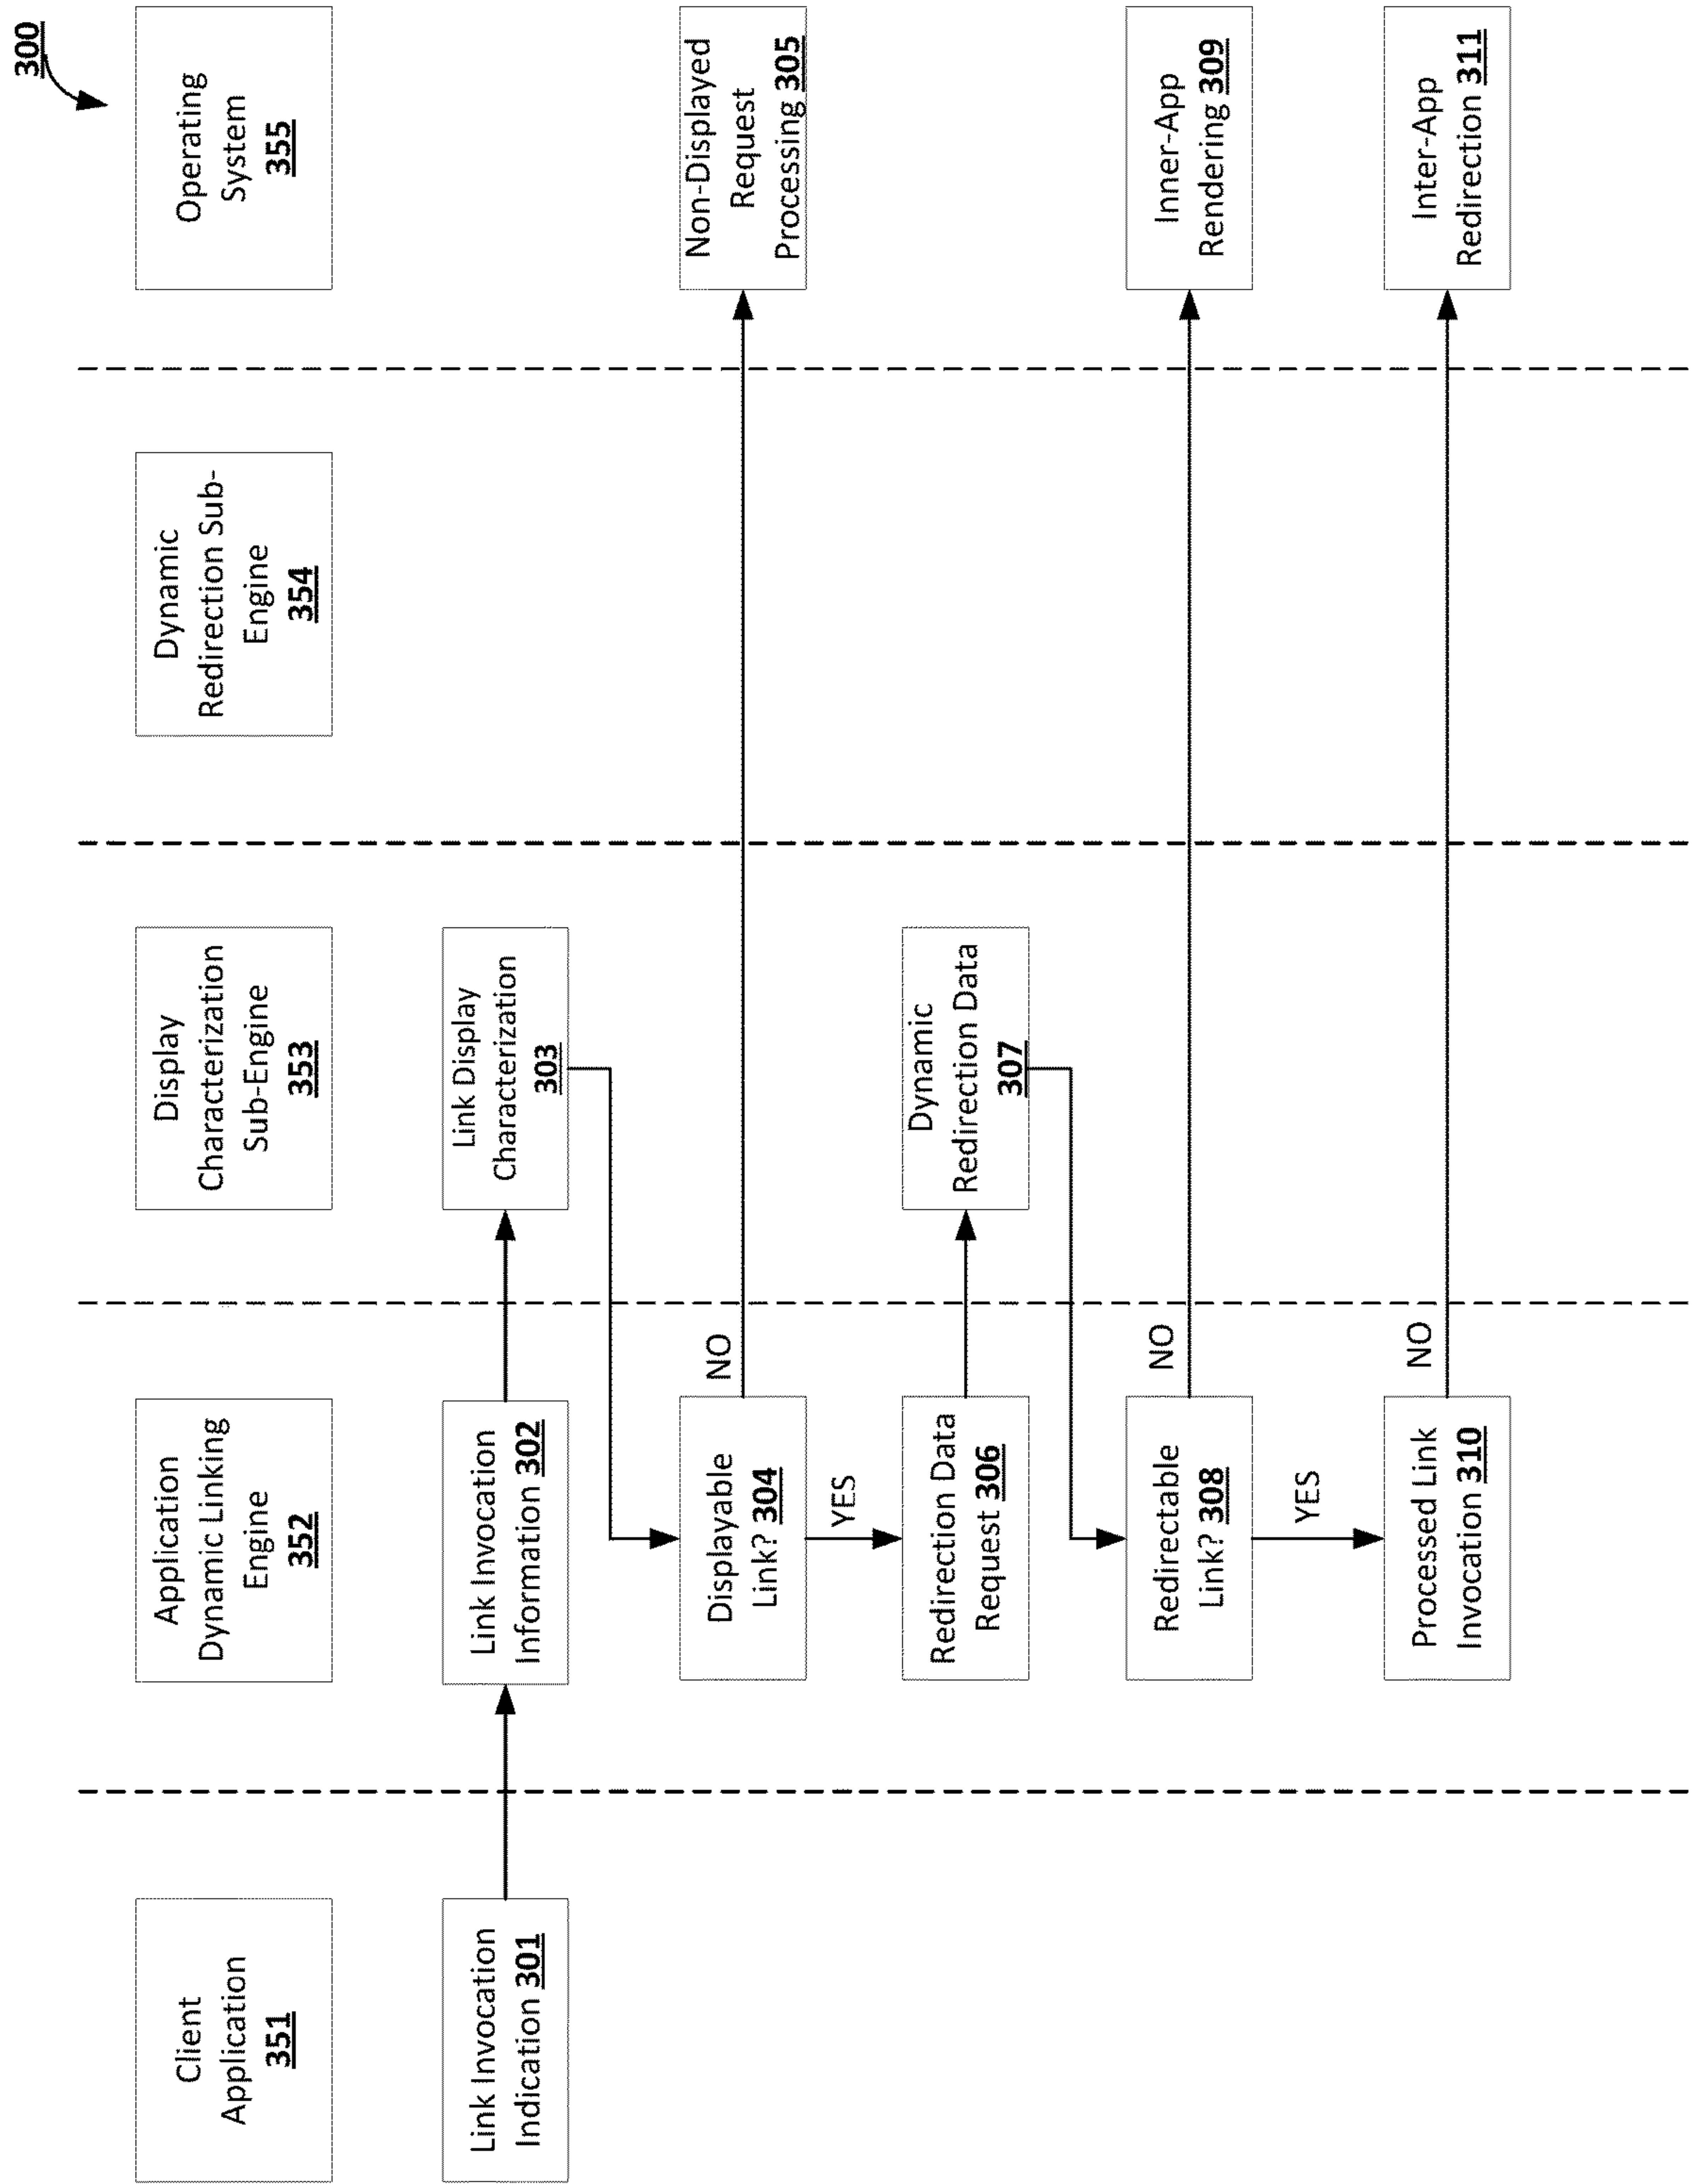 300
Client
Application
351
Application
Dynamic Linking
Engine
352
Display
Characterization
Sub-Engine
353
Dynamic
Redirection Sub-
Engine
354
Operating
System
355
Link Invocation
Indication 301
Link Invocation
Information 302
Link Display
Characterization
303
Displayable
Link? 304
NO
Non-Displayed
Request
Processing 305
YES
Redirection Data
Request 306
Dynamic
Redirection Data
307
Redirectable
Link? 308
NO
Inner-App
Rendering 309
YES
Processed Link
Invocation 310
NO
Inter-App
Redirection 311